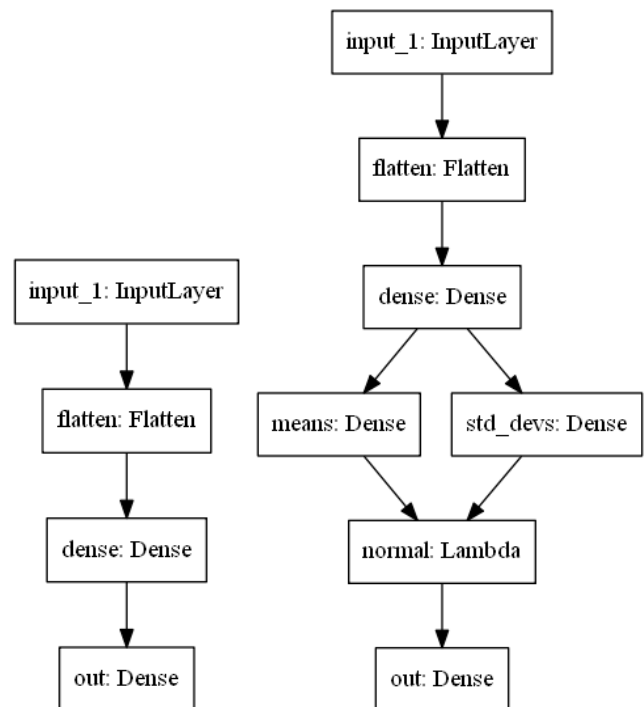 input_1: InputLayer
flatten: Flatten
dense: Dense
out: Dense
input_1: InputLayer
flatten: Flatten
dense: Dense
means: Dense
std_devs: Dense
normal: Lambda
out: Dense